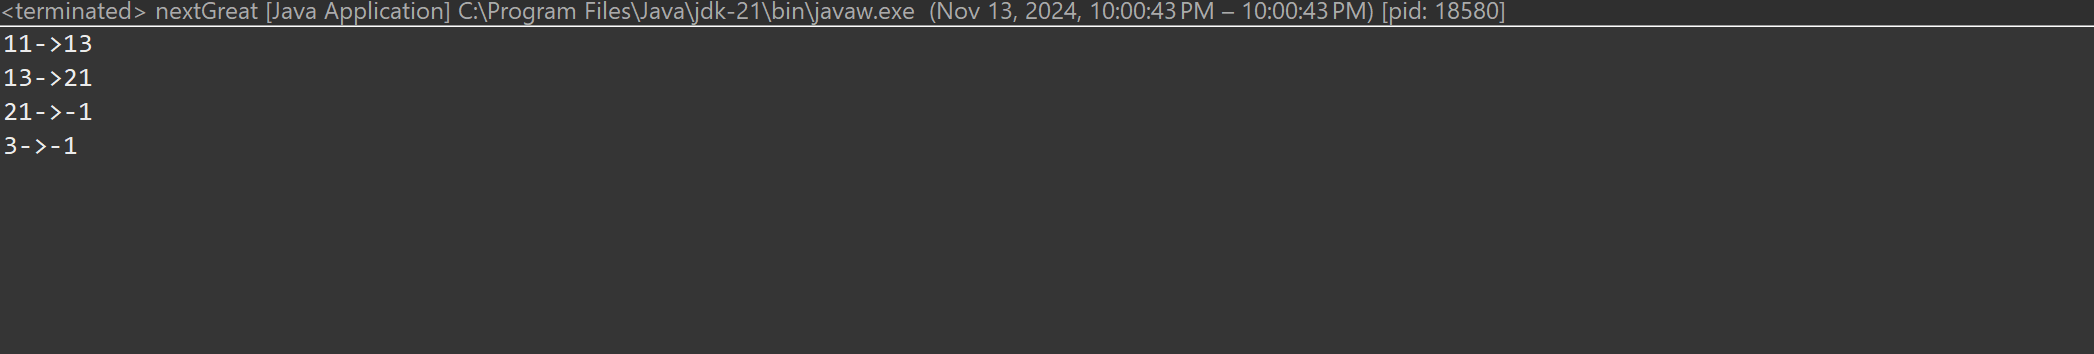 <terminated> nextGreat [Java Application] C:\Program Files\Java\jdk-21\bin\javaw.exe (Nov 13, 2024, 10:00:43 PM – 10:00:43 PM) [pid: 18580]
11->13
13->21
21->-1
3->-1